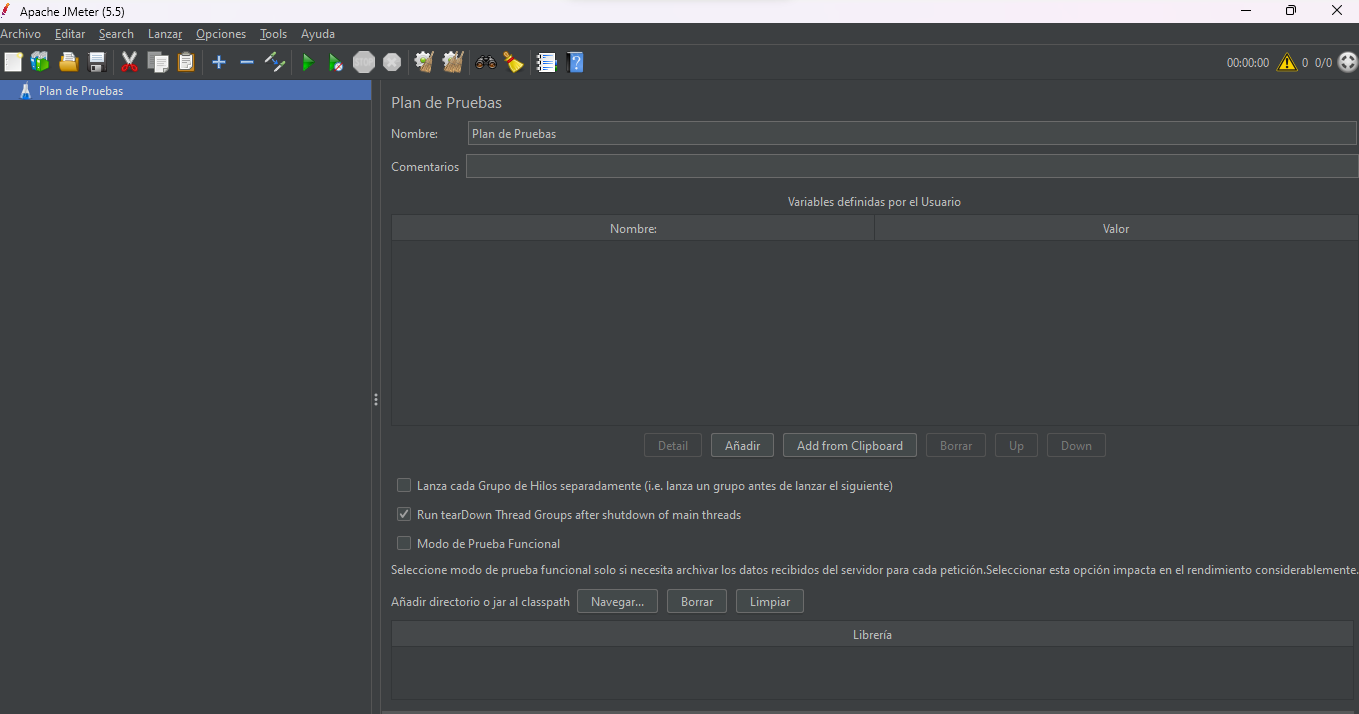 Apache JMeter (5.5)
Archivo Editar Search Lanzar Opciones Tools Ayuda
STOP 00:00:00 0 0/0
Plan de Pruebas
Plan de Pruebas
Nombre: Plan de Pruebas
Comentarios
Variables definidas por el Usuario
Nombre: Valor
Detail Añadir Add from Clipboard Borrar Up Down
Lanza cada Grupo de Hilos separadamente (i.e. lanza un grupo antes de lanzar el siguiente)
Run tearDown Thread Groups after shutdown of main threads
Modo de Prueba Funcional
Seleccione modo de prueba funcional solo si necesita archivar los datos recibidos del servidor para cada petición.Seleccionar esta opción impacta en el rendimiento considerablemente.
Añadir directorio o jar al classpath Navegar... Borrar Limpiar
Librería